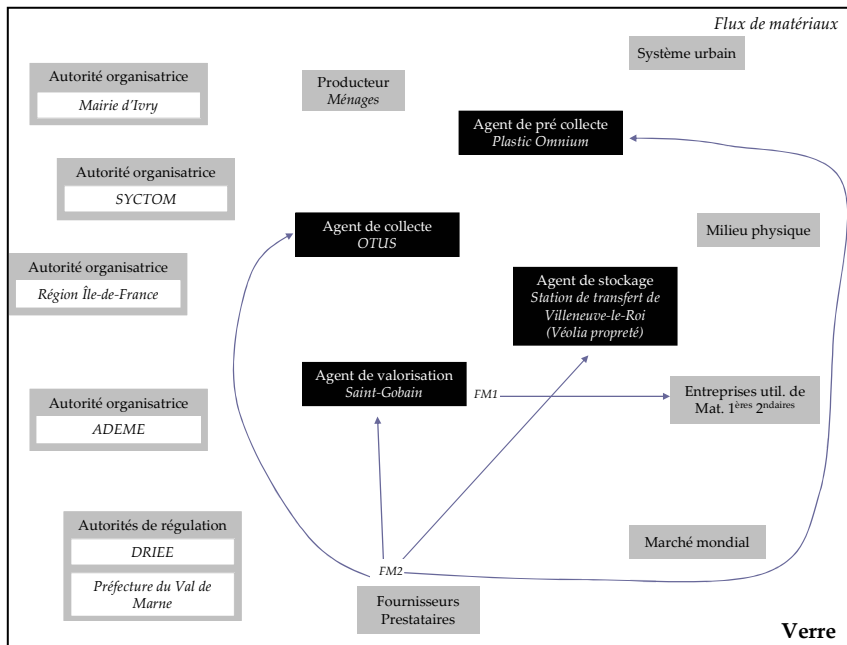 Flux de matériaux
Système urbain
Autorité organisatrice
Mairie d'Ivry
Producteur
Ménages
Agent de pré collecte
Plastic Omnium
Autorité organisatrice
SYCTOM
Agent de collecte
OTUS
Milieu physique
Autorité organisatrice
Région Île-de-France
Agent de stockage
Station de transfert de
Villeneuve-le-Roi
(Véolia propreté)
Agent de valorisation
Saint-Gobain
FM1
Entreprises util. de
Mat. 1ères 2ndaires
Autorité organisatrice
ADEME
Autorités de régulation
DRIEE
Préfecture du Val de
Marne
Marché mondial
FM2
Fournisseurs
Prestataires
Verre